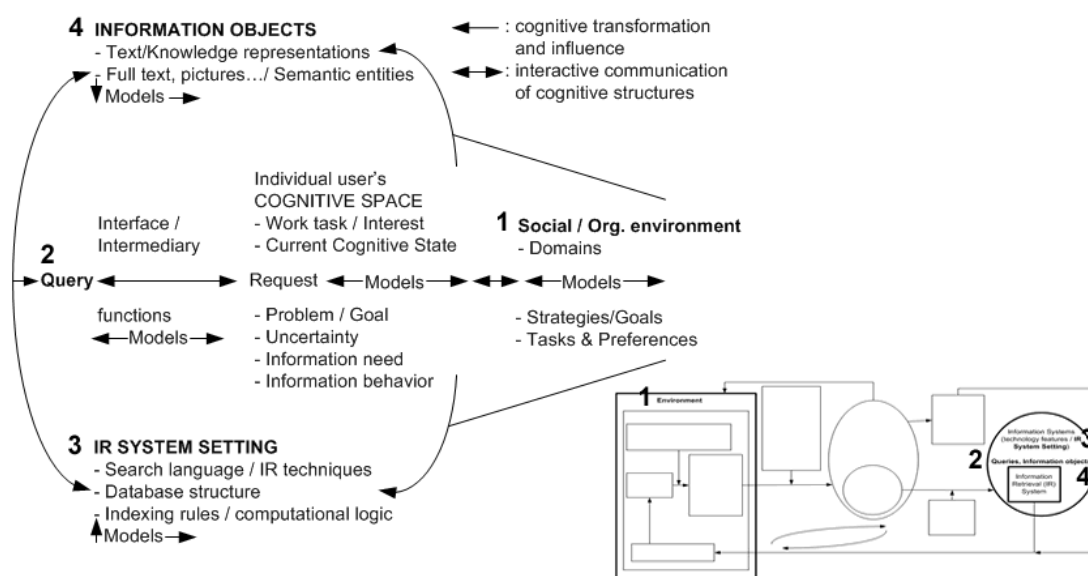 4 INFORMATION OBJECTS
- Text/Knowledge representations
- Full text, pictures…/ Semantic entities
Models
: cognitive transformation
and influence
: interactive communication
of cognitive structures
Interface /
Intermediary
2
Query
functions
Models
Individual user's
COGNITIVE SPACE
- Work task / Interest
- Current Cognitive State
Request
Models
- Problem / Goal
- Uncertainty
- Information need
- Information behavior
1 Social / Org. environment
- Domains
Models
- Strategies/Goals
- Tasks & Preferences
3 IR SYSTEM SETTING
- Search language / IR techniques
- Database structure
- Indexing rules / computational logic
Models
1 Environment
Information Systems
(technology features / IR
System Setting)
3
2
Queries, Information objects
4
Information
Retrieval (IR)
System